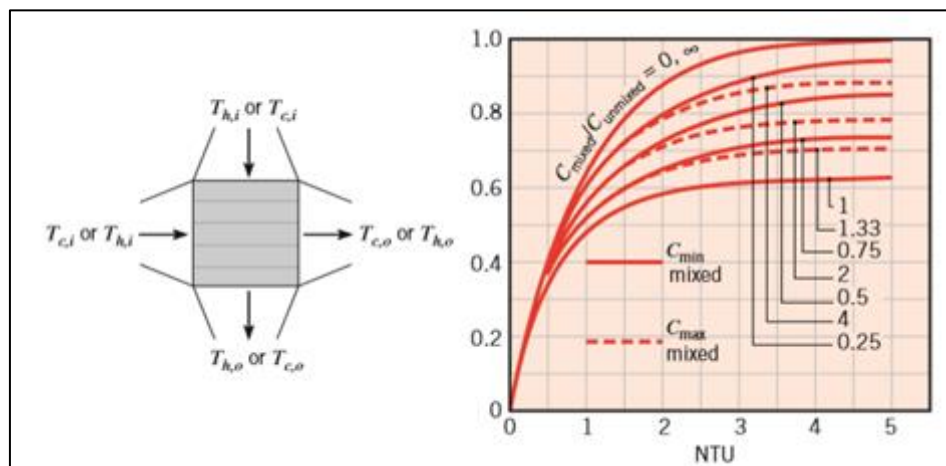 T_{h,i} or T_{c,i}
T_{c,i} or T_{h,i}
T_{c,o} or T_{h,o}
T_{h,o} or T_{c,o}
1.0
0.8
0.6
0.4
0.2
0
C_{mixed}/C_{unmixed} = 0, ∞
C_{min}
mixed
C_{max}
mixed
1
1.33
0.75
2
0.5
4
0.25
0 1 2 3 4 5
NTU